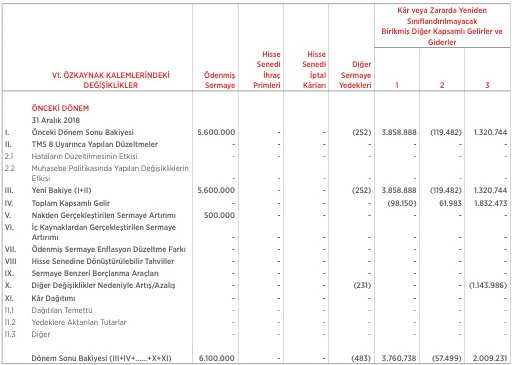 Kâr veya Zararda Yeniden
Sınıflandırılmayacak
Birikmiş Diğer Kapsamlı Gelirler ve
Giderler
VI. ÖZKAYNAK KALEMLERİNDEKİ
DEĞİŞİKLİKLER
Ödenmiş
Sermaye
Hisse
Senedi
İhraç
Primleri
Hisse
Senedi
İptal
Kârları
Diğer
Sermaye
Yedekleri
1 2 3
ÖNCEKİ DÖNEM
31 Aralık 2018
I. Önceki Dönem Sonu Bakiyesi 5.600.000 - - (252) 3.858.888 (119.482) 1.320.744
II. TMS 8 Uyarınca Yapılan Düzeltmeler - - - - - - -
2.1 Hataların Düzeltilmesinin Etkisi - - - - - - -
2.2 Muhasebe Politikasında Yapılan Değişikliklerin
Etkisi - - - - - - -
III. Yeni Bakiye (I+II) 5.600.000 - - (252) 3.858.888 (119.482) 1.320.744
IV. Toplam Kapsamlı Gelir - - - - (98.150) 61.983 1.832.473
V. Nakden Gerçekleştirilen Sermaye Artırımı 500.000 - - - - - -
VI. İç Kaynaklardan Gerçekleştirilen Sermaye
Artırımı - - - - - - -
VII. Ödenmiş Sermaye Enflasyon Düzeltme Farkı - - - - - - -
VIII Hisse Senedine Dönüştürülebilir Tahviller - - - - - - -
IX. Sermaye Benzeri Borçlanma Araçları - - - - - - -
X. Diğer Değişiklikler Nedeniyle Artış/Azalış - - - (231) - - (1.143.986)
XI. Kâr Dağıtımı - - - - - - -
11.1 Dağıtılan Temettü - - - - - - -
11.2 Yedeklere Aktarılan Tutarlar - - - - - - -
11.3 Diğer - - - - - - -
Dönem Sonu Bakiyesi (III+IV+......+X+XI) 6.100.000 - - (483) 3.760.738 (57.499) 2.009.231